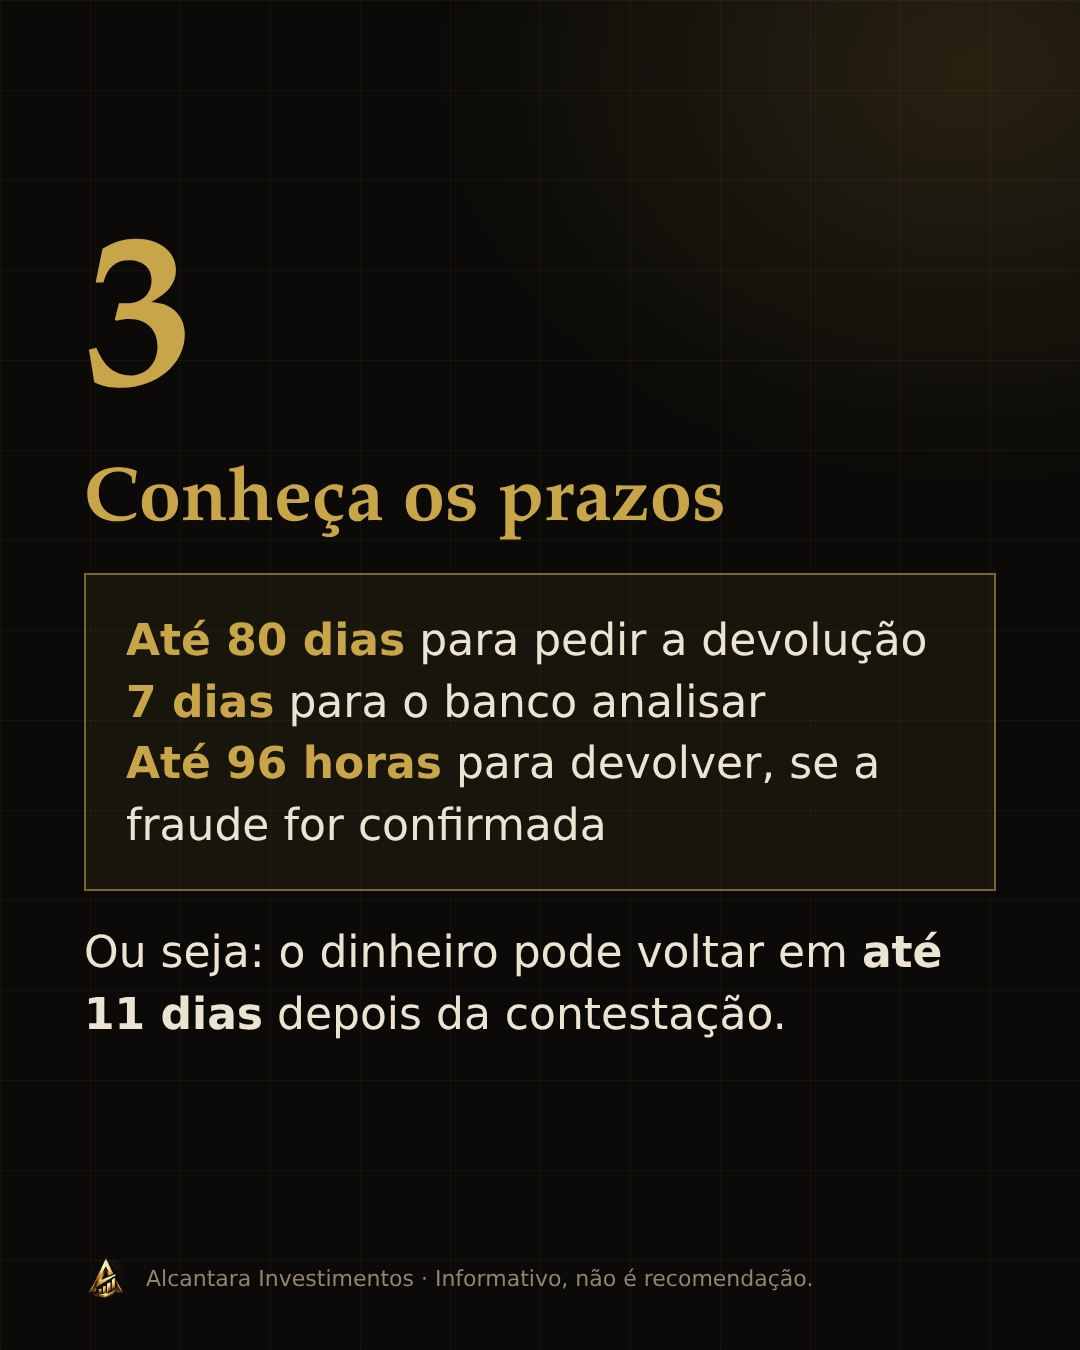 3
Conheça os prazos
Até 80 dias para pedir a devolução
7 dias para o banco analisar
Até 96 horas para devolver, se a
fraude for confirmada
Ou seja: o dinheiro pode voltar em até
11 dias depois da contestação.
Alcantara Investimentos · Informativo, não é recomendação.